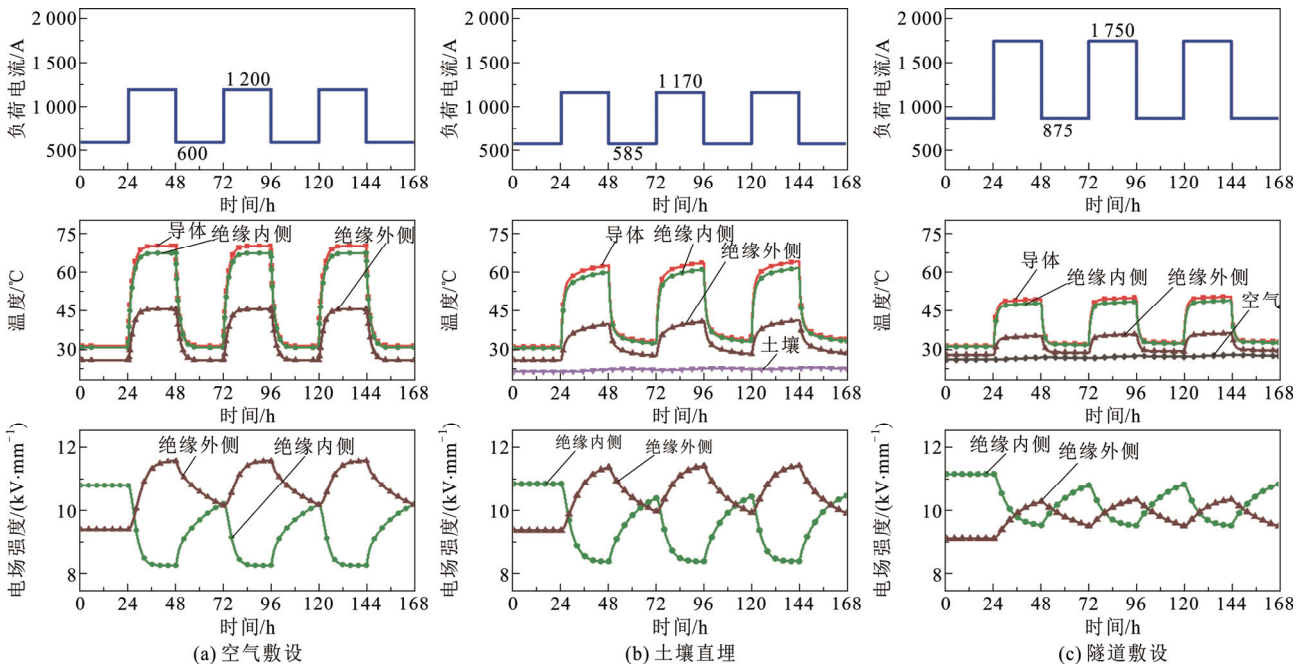 2 000
1 500
1 000
500
负荷电流/A
1 200
600
0 24 48 72 96 120 144 168
时间/h
75
60
45
30
温度/℃
导体
绝缘内侧
绝缘外侧
0 24 48 72 96 120 144 168
时间/h
12
10
8
电场强度/(kV·mm⁻¹)
绝缘外侧
绝缘内侧
0 24 48 72 96 120 144 168
时间/h
(a) 空气敷设
2 000
1 500
1 000
500
负荷电流/A
1 170
585
0 24 48 72 96 120 144 168
时间/h
75
60
45
30
温度/℃
导体
绝缘内侧
绝缘外侧
土壤
0 24 48 72 96 120 144 168
时间/h
12
10
8
电场强度/(kV·mm⁻¹)
绝缘内侧
绝缘外侧
0 24 48 72 96 120 144 168
时间/h
(b) 土壤直埋
2 000
1 500
1 000
500
负荷电流/A
1 750
875
0 24 48 72 96 120 144 168
时间/h
75
60
45
30
温度/℃
导体
绝缘内侧
绝缘外侧
空气
0 24 48 72 96 120 144 168
时间/h
12
10
8
电场强度/(kV·mm⁻¹)
绝缘内侧
绝缘外侧
0 24 48 72 96 120 144 168
时间/h
(c) 隧道敷设